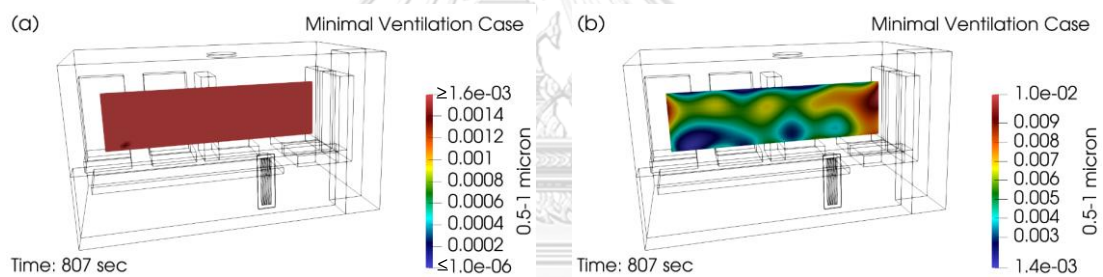 (a)
Minimal Ventilation Case
≥1.6e-03
0.0014
0.0012
0.001
0.0008
0.0006
0.0004
0.0002
≤1.0e-06
0.5-1 micron
Time: 807 sec
(b)
Minimal Ventilation Case
1.0e-02
0.009
0.008
0.007
0.006
0.005
0.004
0.003
1.4e-03
0.5-1 micron
Time: 807 sec